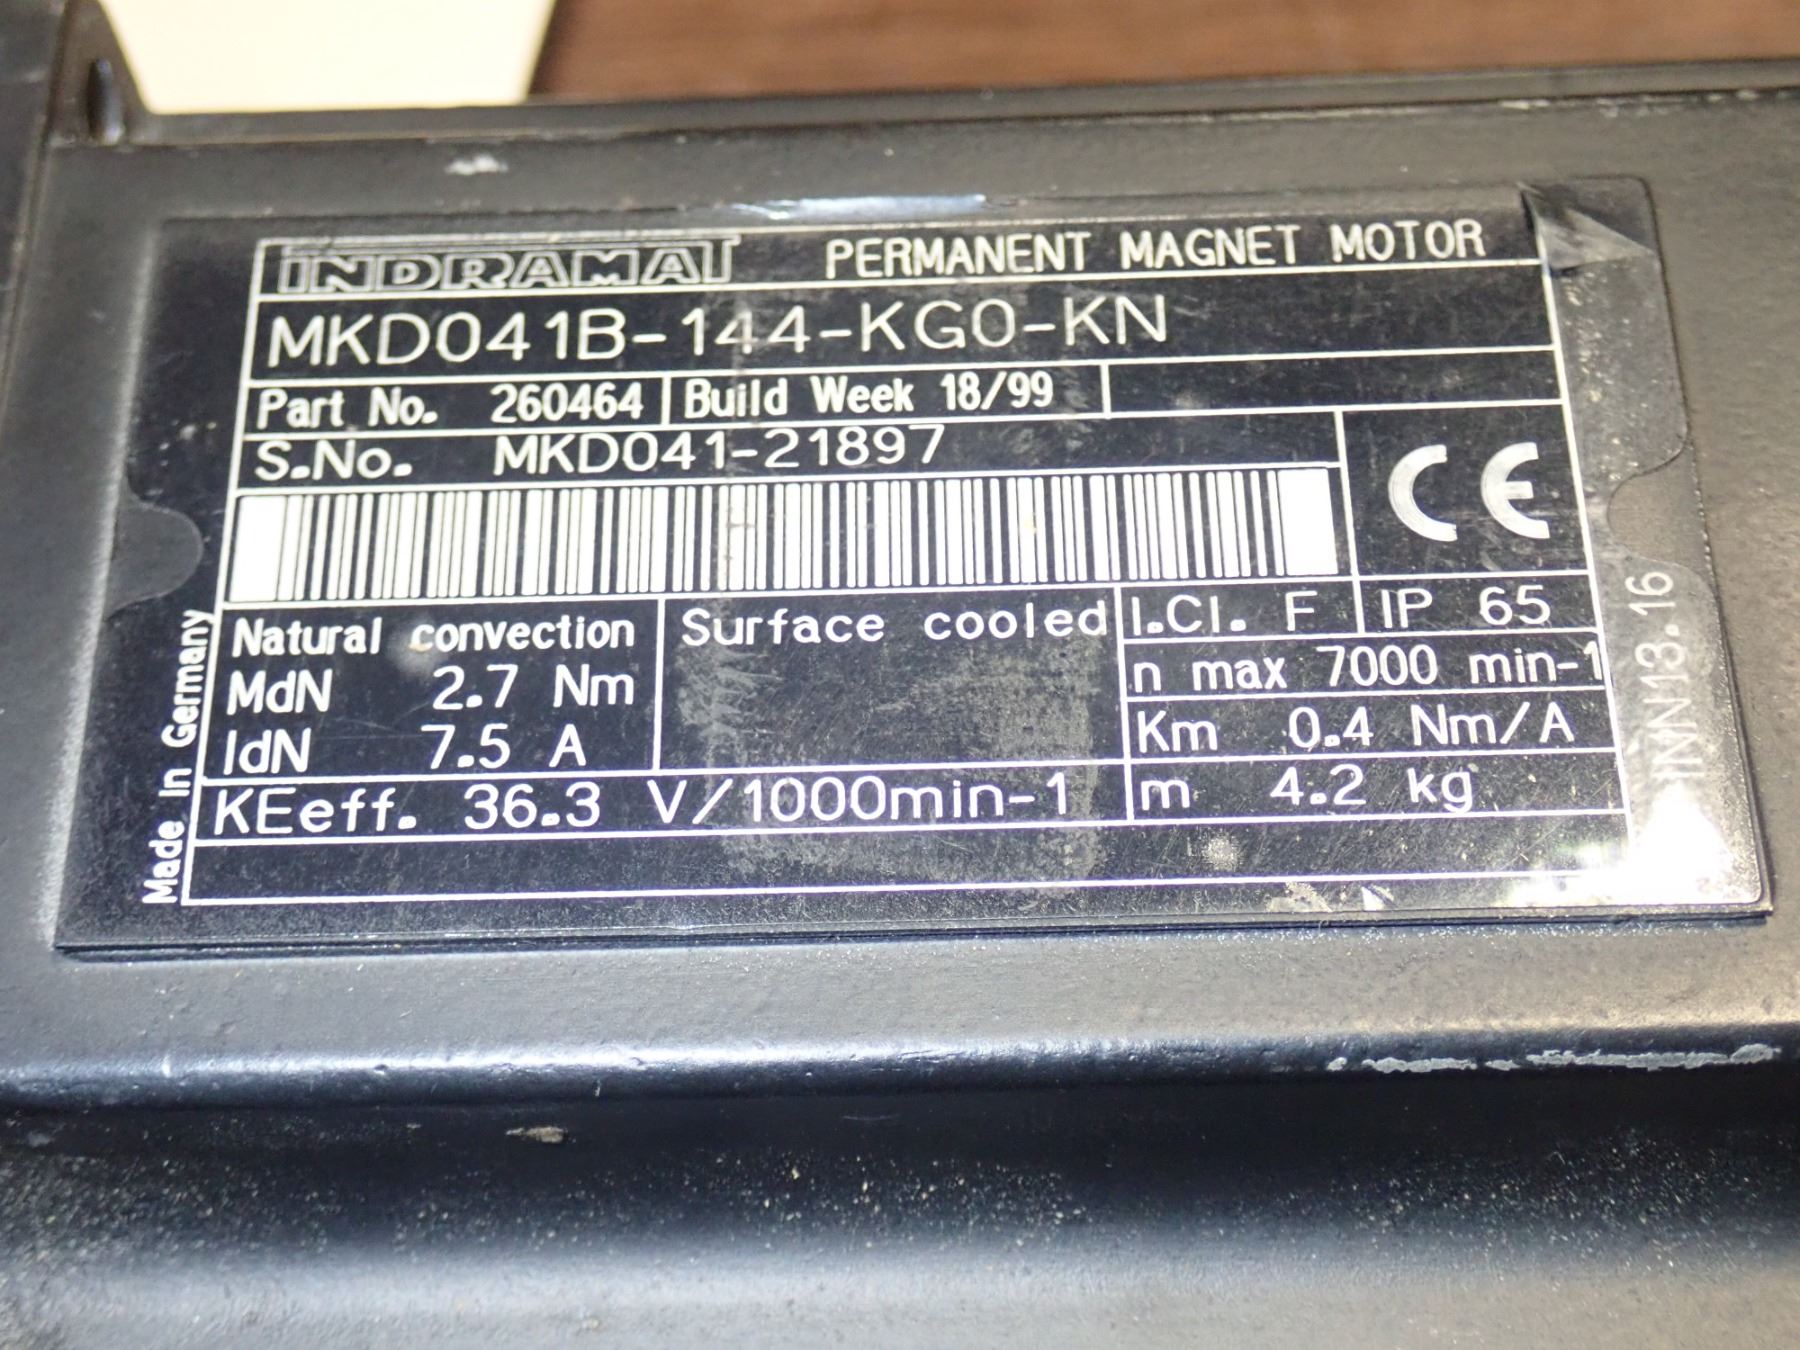 INDRAMAT PERMANENT MAGNET MOTOR
MKD041B-144-KG0-KN
Part No. 260464 Build Week 18/99
S.No. MKD041-21897
CE
Natural convection Surface cooled I.Cl. F IP 65
MdN 2.7 Nm n max 7000 min-1
IdN 7.5 A Km 0.4 Nm/A
KEeff. 36.3 V/1000min-1 m 4.2 kg
Made in Germany
INN13.16